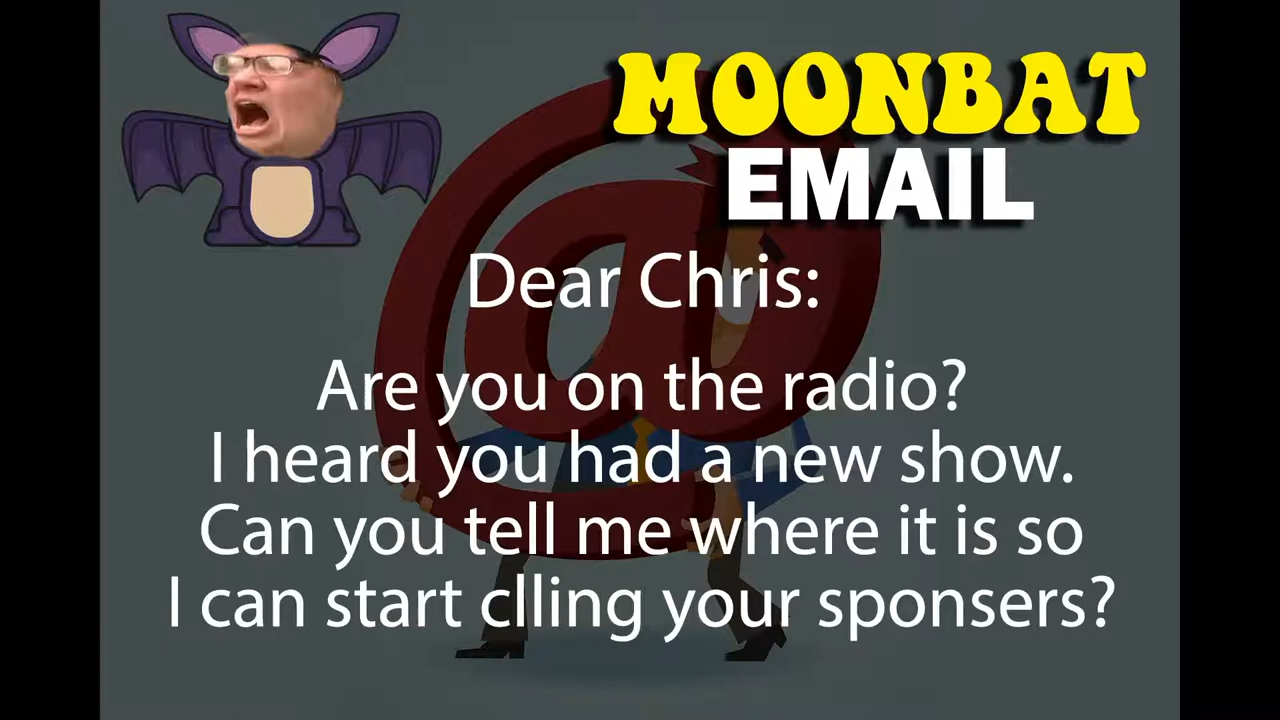 MOONBAT
EMAIL
Dear Chris:
Are you on the radio?
I heard you had a new show.
Can you tell me where it is so
I can start clling your sponsers?